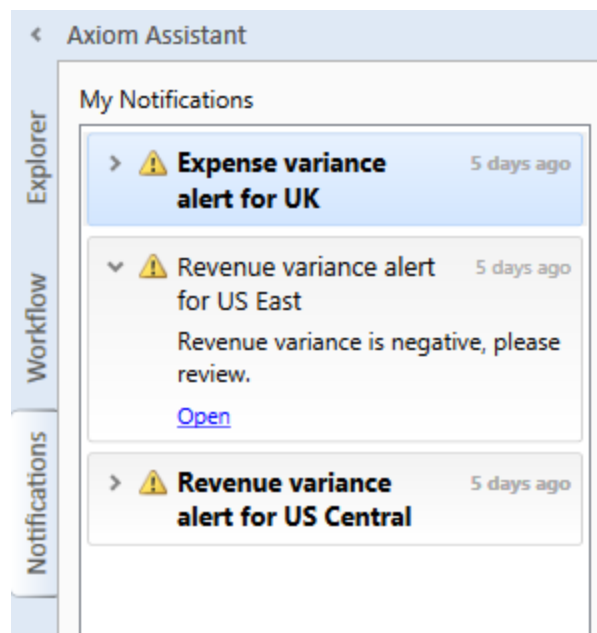 Axiom Assistant
My Notifications
Explorer
Workflow
Notifications
Expense variance 5 days ago
alert for UK
Revenue variance alert 5 days ago
for US East
Revenue variance is negative, please
review.
Open
Revenue variance 5 days ago
alert for US Central